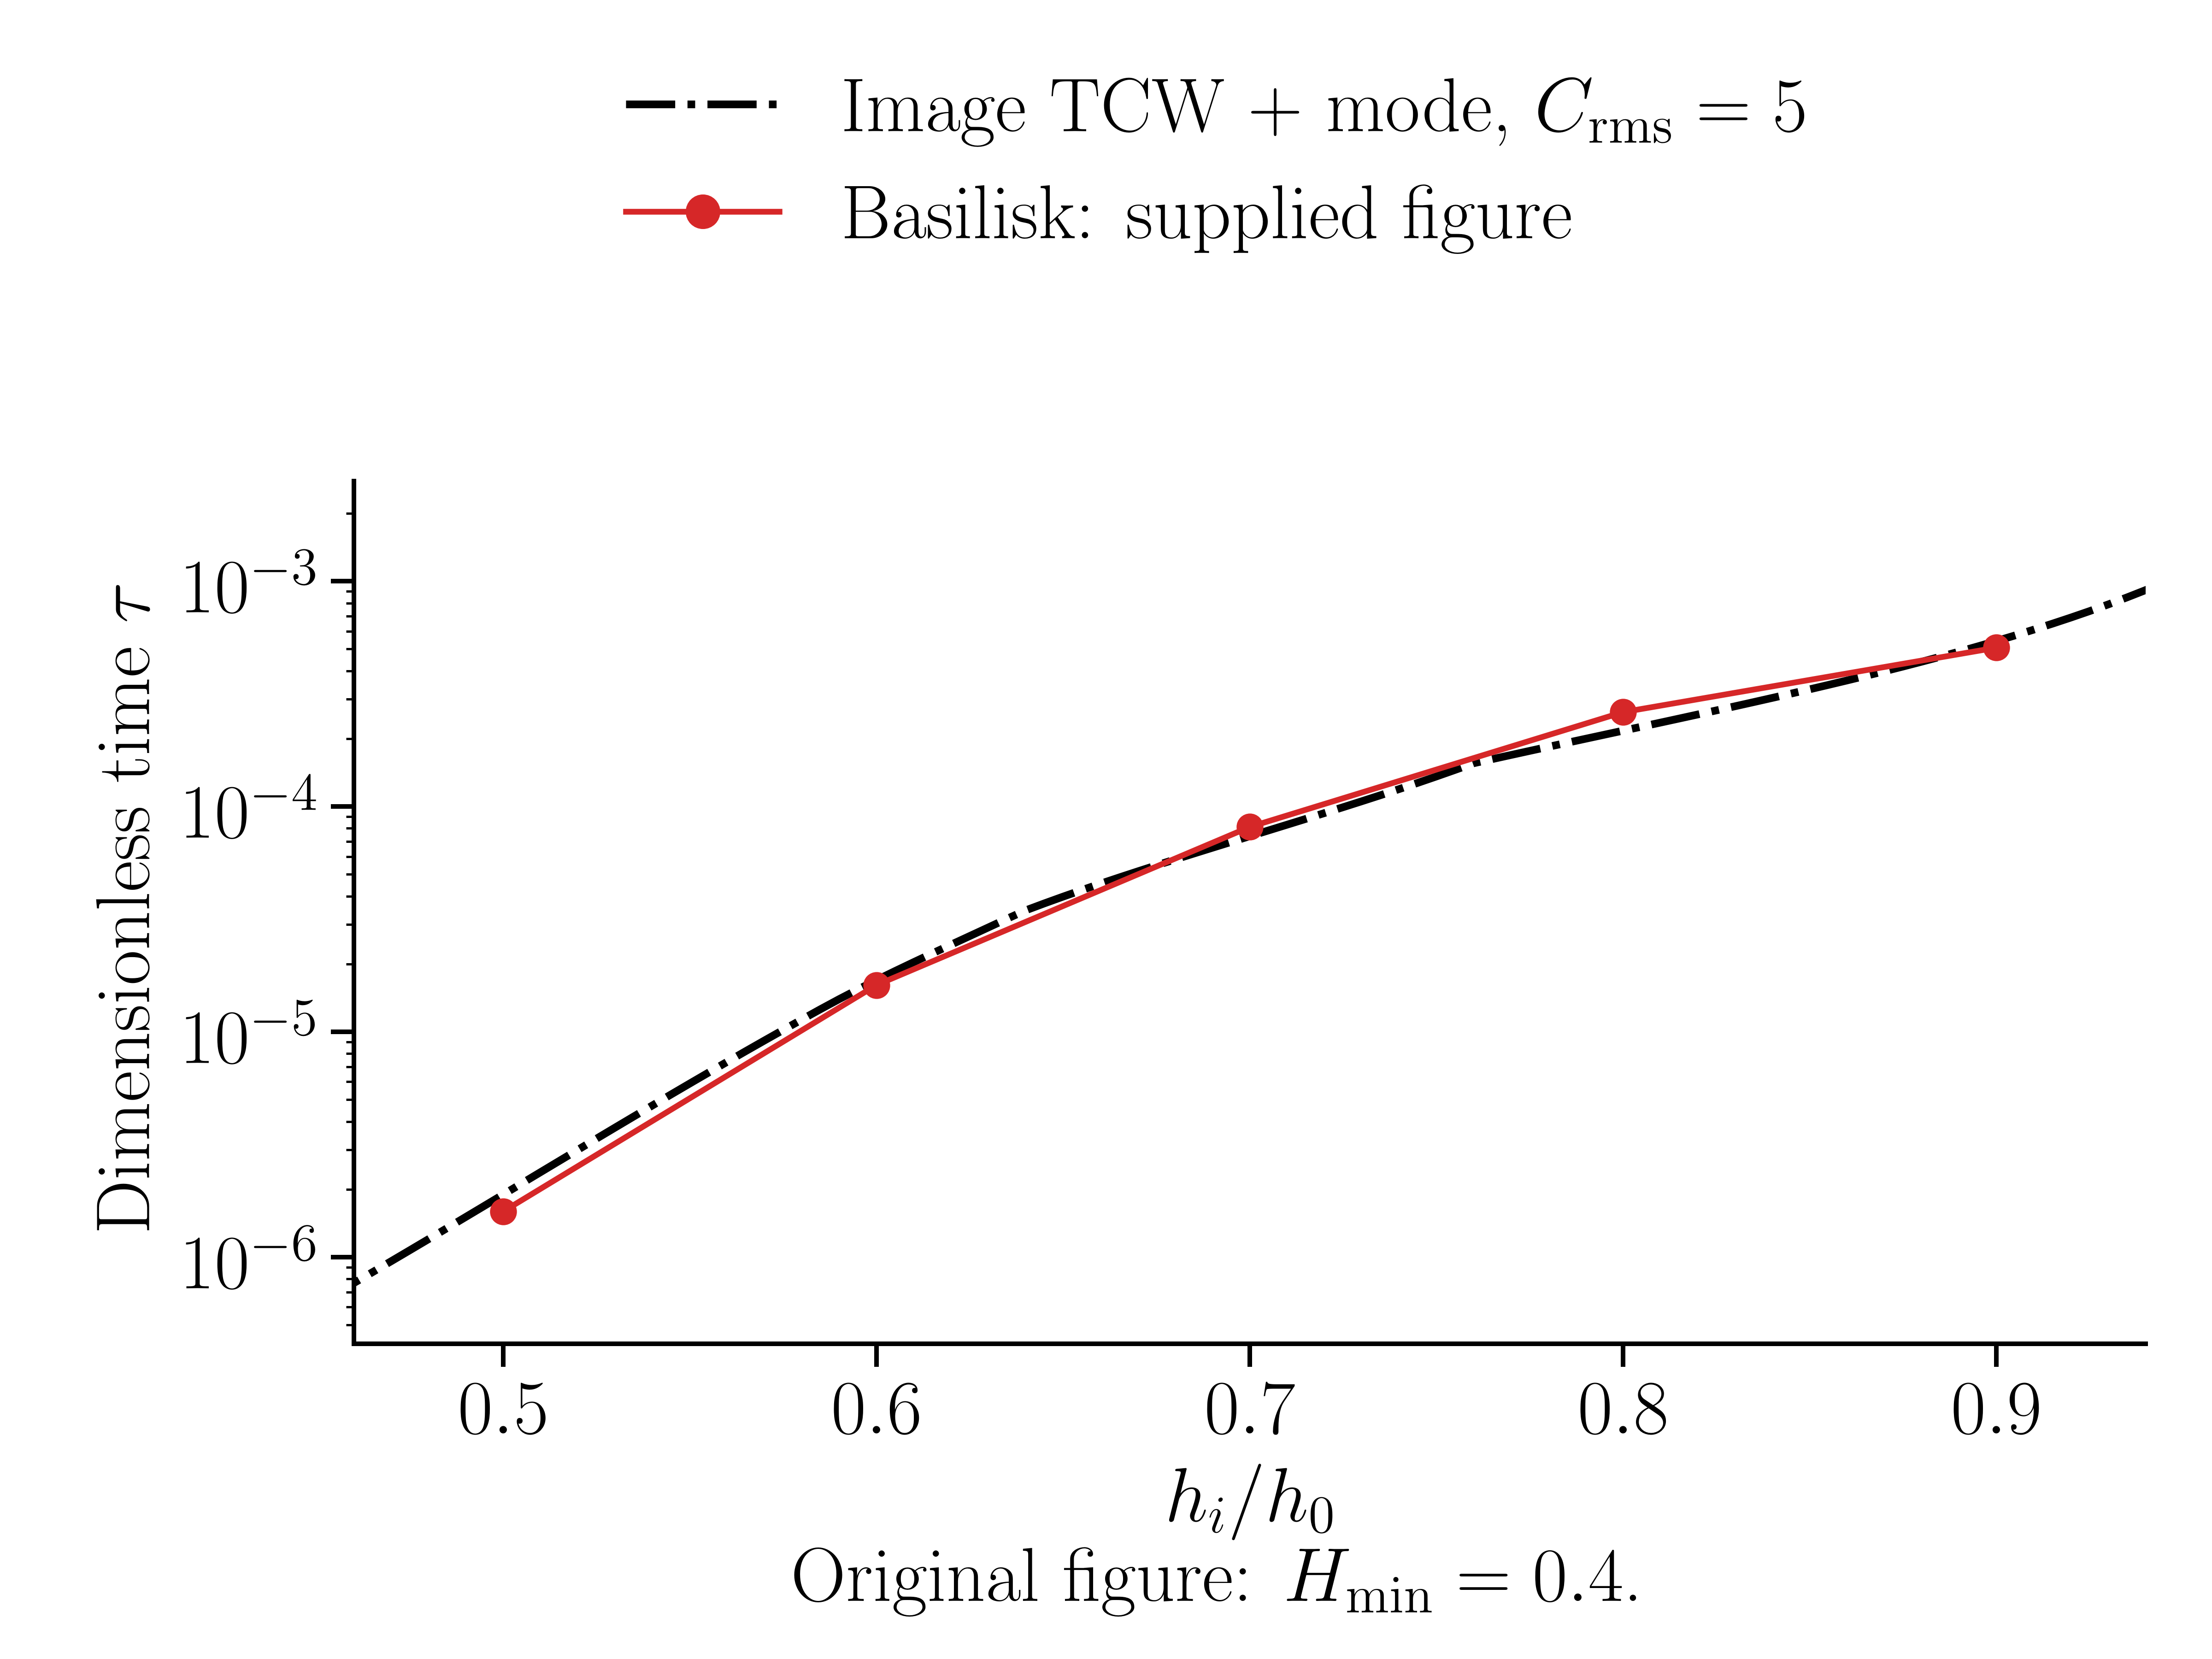 Image TCW + mode, C_rms = 5
Basilisk: supplied figure
Dimensionless time τ
10⁻³
10⁻⁴
10⁻⁵
10⁻⁶
0.5 0.6 0.7 0.8 0.9
h_i/h_0
Original figure: H_min = 0.4.